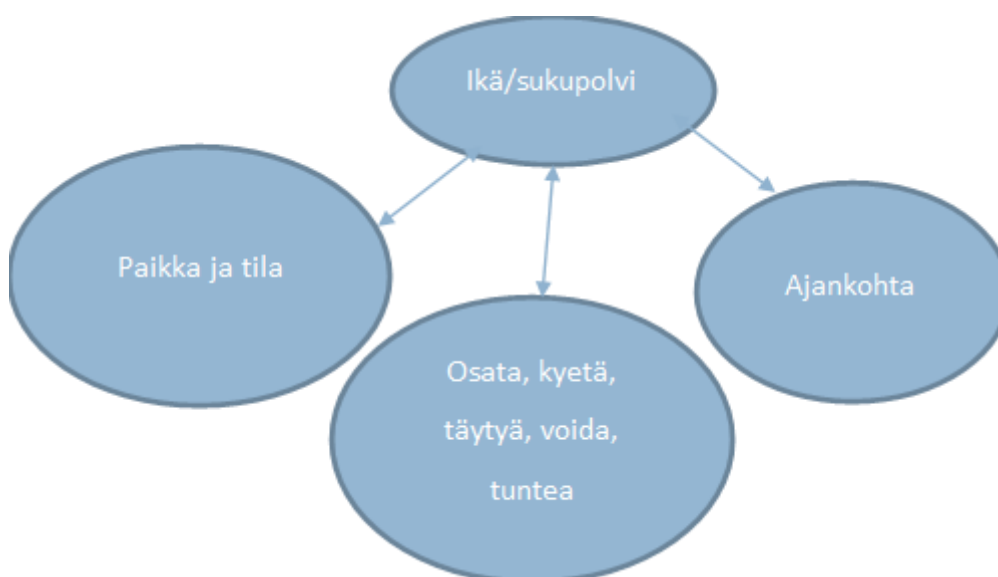 Ikä/sukupolvi
Paikka ja tila
Ajankohta
Osata, kyetä,
täytyä, voida,
tuntea